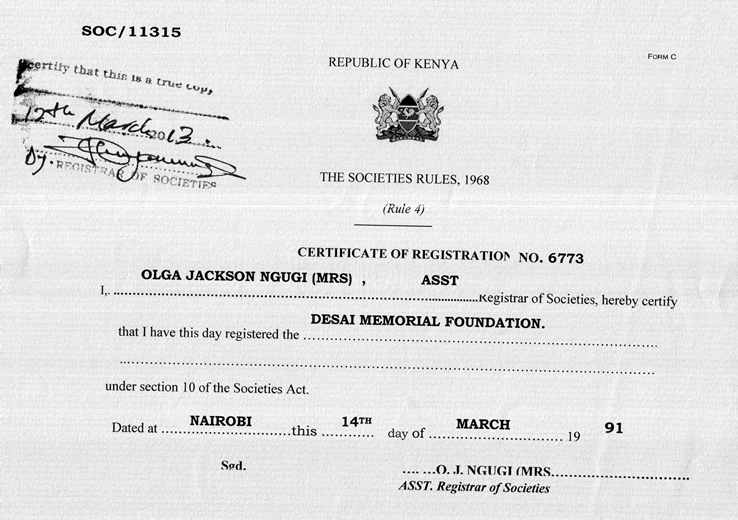 SOC/11315
FORM C
REPUBLIC OF KENYA
certify that this is a true copy
12th March 2013
Dy. REGISTRAR OF SOCIETIES
THE SOCIETIES RULES, 1968
(Rule 4)
CERTIFICATE OF REGISTRATION NO. 6773
OLGA JACKSON NGUGI (MRS) , ASST
I, ........ Registrar of Societies, hereby certify
DESAI MEMORIAL FOUNDATION.
that I have this day registered the ........
under section 10 of the Societies Act.
Dated at NAIROBI this 14TH day of MARCH 19 91
Sgd. O. J. NGUGI (MRS
ASST. Registrar of Societies